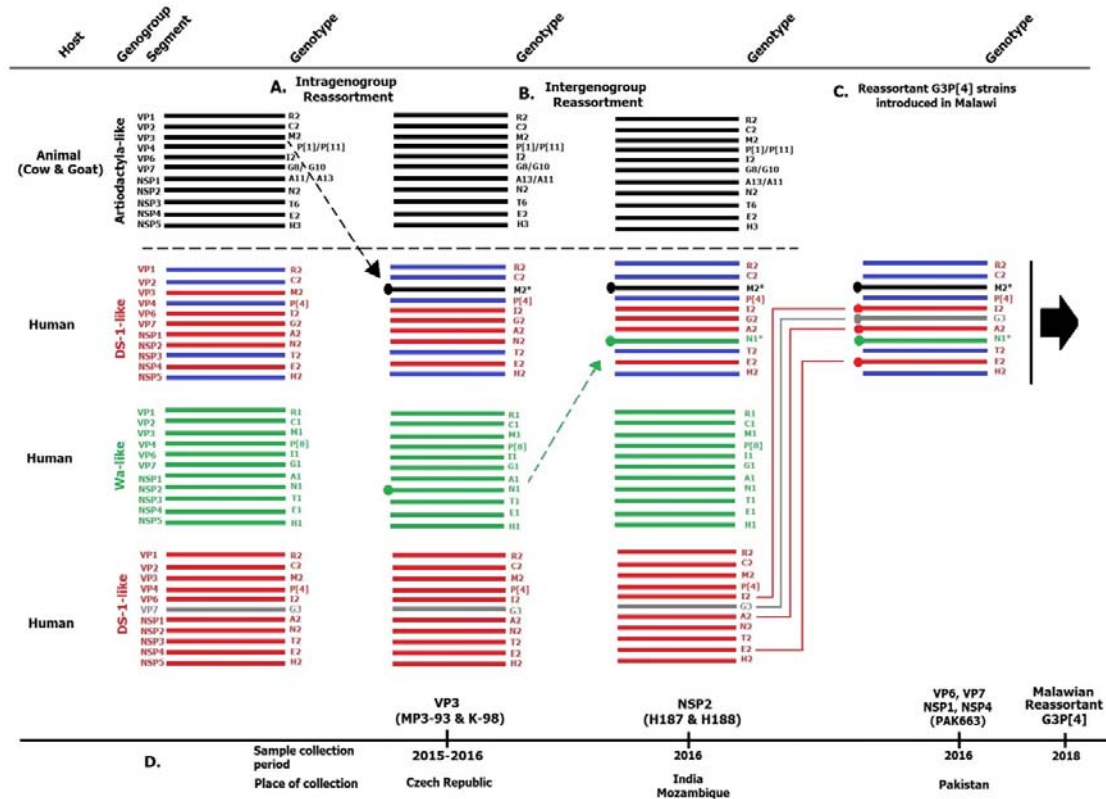 Host
Genogroup
Segment
Genotype
Genotype
Genotype
Genotype
A. Intragenogroup
Reassortment
B. Intergenogroup
Reassortment
C. Reassortant G3P[4] strains
introduced in Malawi
Animal
(Cow & Goat)
Artiodactyla-like
VP1 R2 R2 R2
VP2 C2 C2 C2
VP3 M2 M2 M2
VP4 P[1]/P[11] P[1]/P[11] P[1]/P[11]
VP6 I2 I2 I2
VP7 G8/G10 G8/G10 G8/G10
NSP1 A11/A13 A13/A11 A13/A11
NSP2 N2 N2 N2
NSP3 T6 T6 T6
NSP4 E2 E2 E2
NSP5 H3 H3 H3
Human
DS-1-like
VP1 R2 R2 R2 R2
VP2 C2 C2 C2 C2
VP3 M2 M2* M2* M2*
VP4 P[4] P[4] P[4] P[4]
VP6 I2 I2 I2 I2
VP7 G2 G2 G2 G3
NSP1 A2 A2 A2 A2
NSP2 N2 N2 N1* N1*
NSP3 T2 T2 T2 T2
NSP4 E2 E2 E2 E2
NSP5 H2 H2 H2 H2
Human
Wa-like
VP1 R1 R1 R1
VP2 C1 C1 C1
VP3 M1 M1 M1
VP4 P[8] P[8] P[8]
VP6 I1 I1 I1
VP7 G1 G1 G1
NSP1 A1 A1 A1
NSP2 N1 N1 N1
NSP3 T1 T1 T1
NSP4 E1 E1 E1
NSP5 H1 H1 H1
Human
DS-1-like
VP1 R2 R2 R2
VP2 C2 C2 C2
VP3 M2 M2 M2
VP4 P[4] P[4] P[4]
VP6 I2 I2 I2
VP7 G3 G3 G3
NSP1 A2 A2 A2
NSP2 N2 N2 N2
NSP3 T2 T2 T2
NSP4 E2 E2 E2
NSP5 H2 H2 H2
VP3
(MP3-93 & K-98)
NSP2
(H187 & H188)
VP6, VP7
NSP1, NSP4
(PAK663)
Malawian
Reassortant
G3P[4]
D.
Sample collection
period
2015-2016
2016
2016
2018
Place of collection
Czech Republic
India
Mozambique
Pakistan